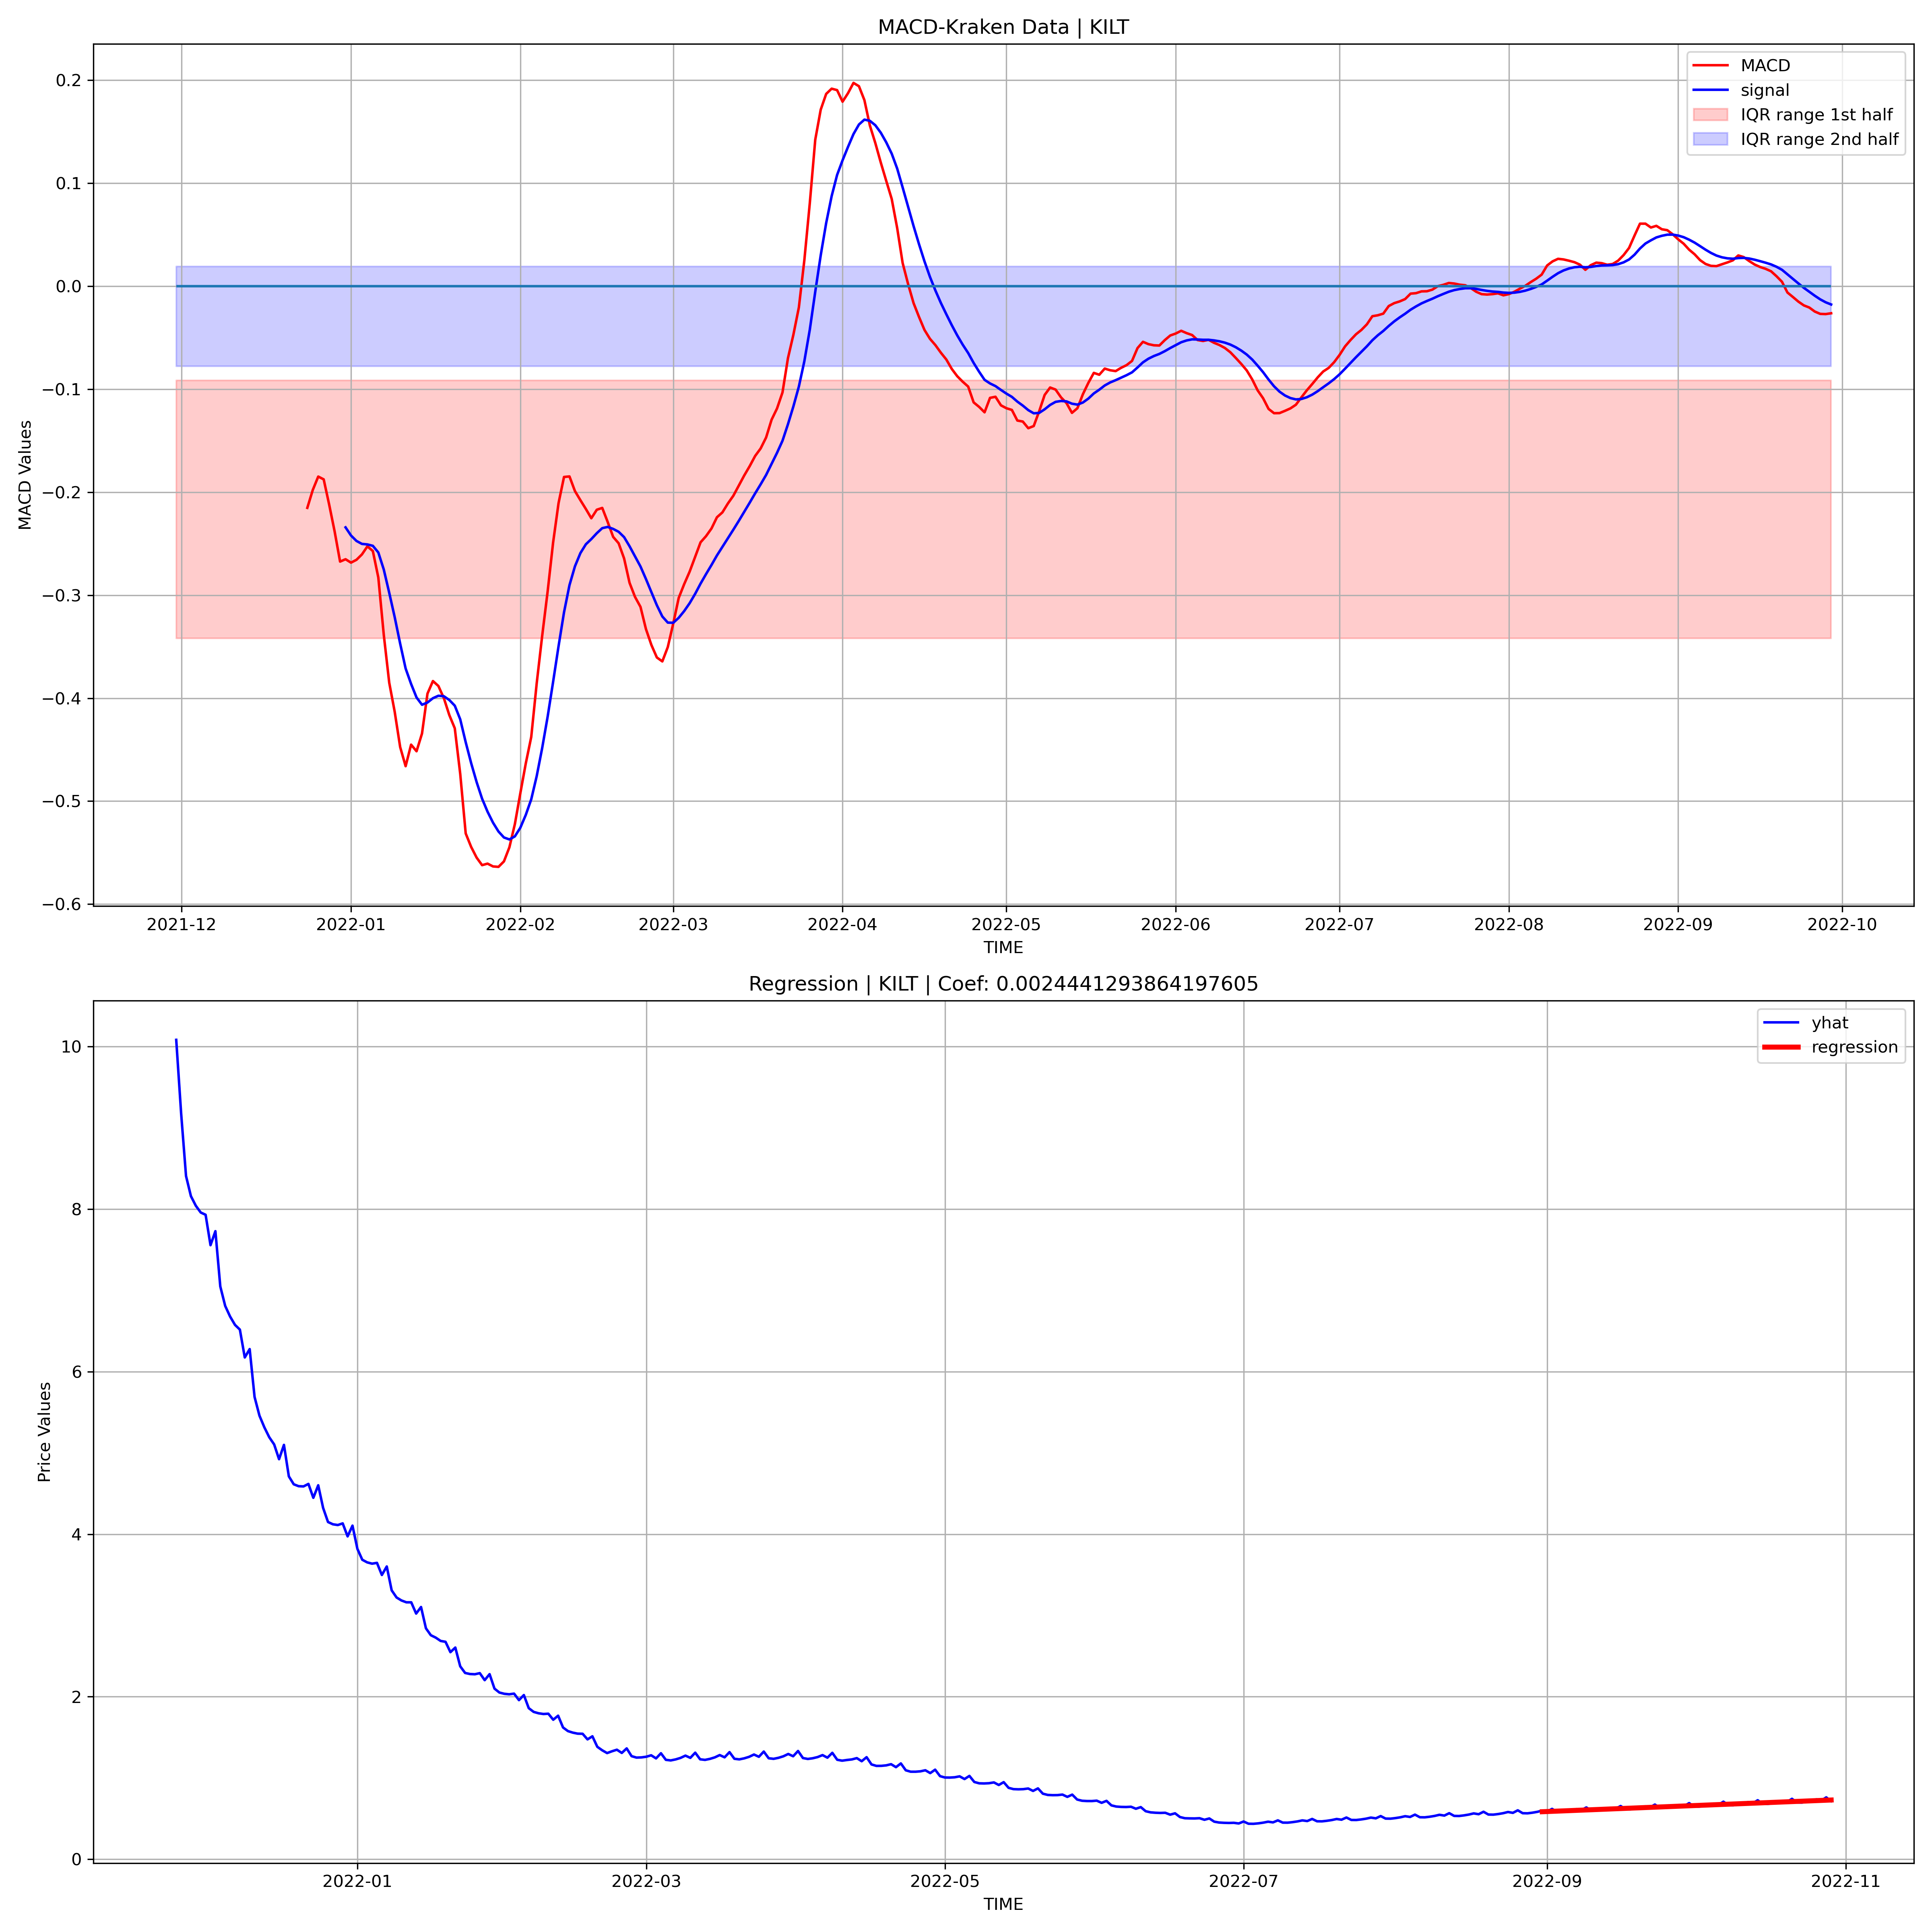 MACD-Kraken Data | KILT
MACD
signal
IQR range 1st half
IQR range 2nd half
MACD Values
0.2
0.1
0.0
−0.1
−0.2
−0.3
−0.4
−0.5
−0.6
2021-12 2022-01 2022-02 2022-03 2022-04 2022-05 2022-06 2022-07 2022-08 2022-09 2022-10
TIME
Regression | KILT | Coef: 0.0024441293864197605
yhat
regression
Price Values
10
8
6
4
2
0
2022-01 2022-03 2022-05 2022-07 2022-09 2022-11
TIME